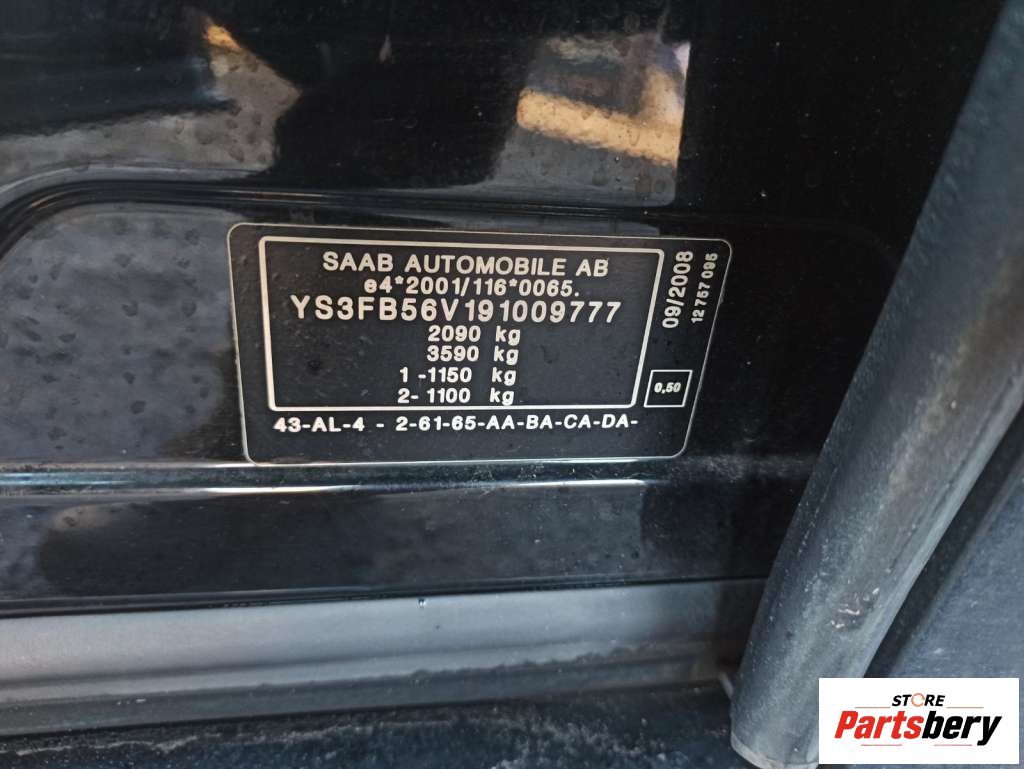 SAAB AUTOMOBILE AB
e4*2001/116*0065.
YS3FB56V191009777
2090 kg
3590 kg
1 -1150 kg
2- 1100 kg
43-AL-4 - 2-61-65-AA-BA-CA-DA-
09/2008
12 757 095
0,50
STORE
Partsbery